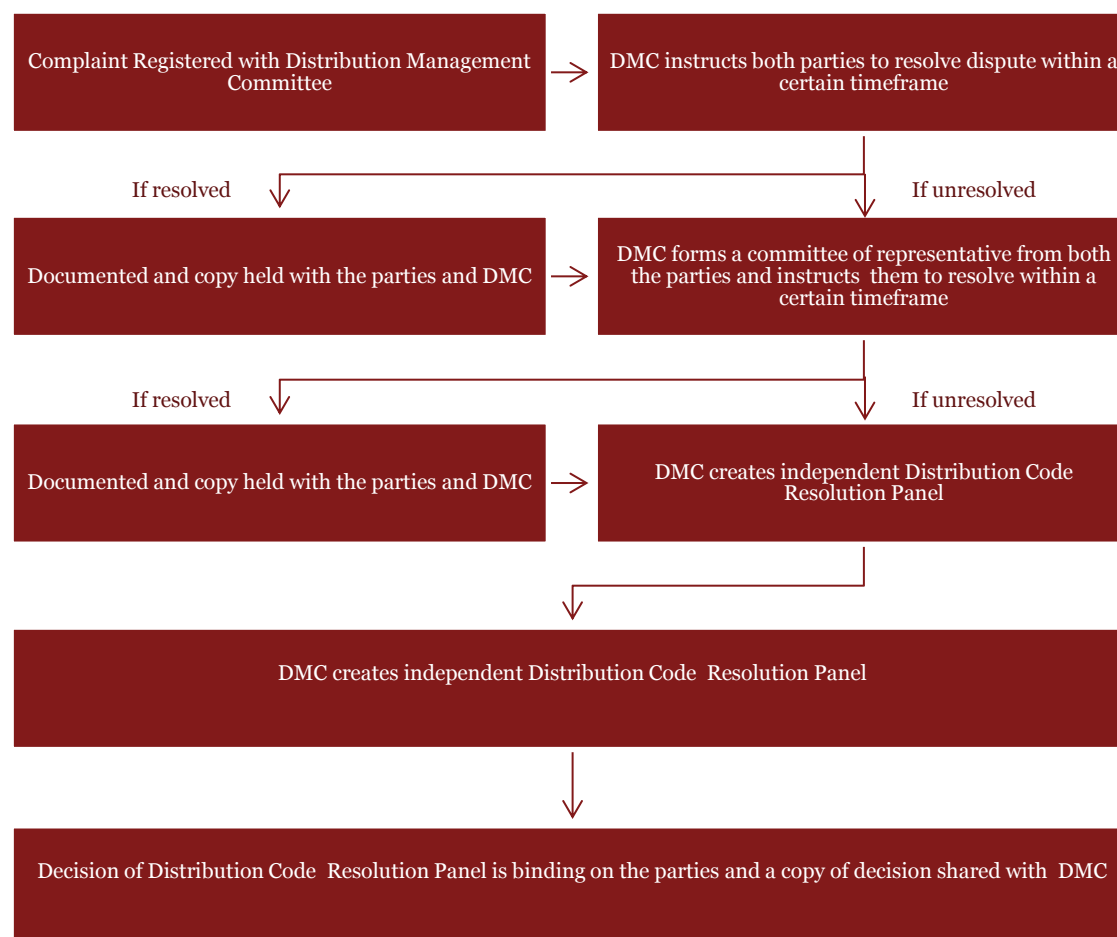 Complaint Registered with Distribution Management
Committee
DMC instructs both parties to resolve dispute within a
certain timeframe
If resolved
If unresolved
Documented and copy held with the parties and DMC
DMC forms a committee of representative from both
the parties and instructs them to resolve within a
certain timeframe
If resolved
If unresolved
Documented and copy held with the parties and DMC
DMC creates independent Distribution Code
Resolution Panel
DMC creates independent Distribution Code Resolution Panel
Decision of Distribution Code Resolution Panel is binding on the parties and a copy of decision shared with DMC